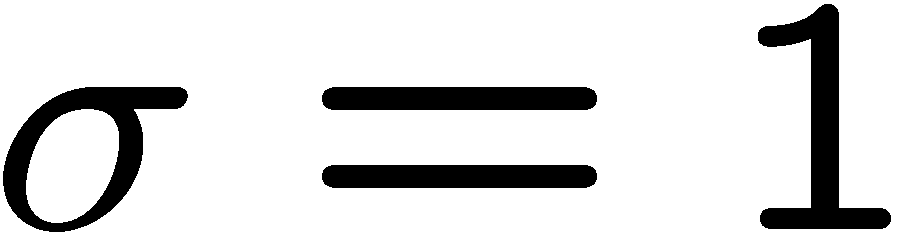 σ = 1